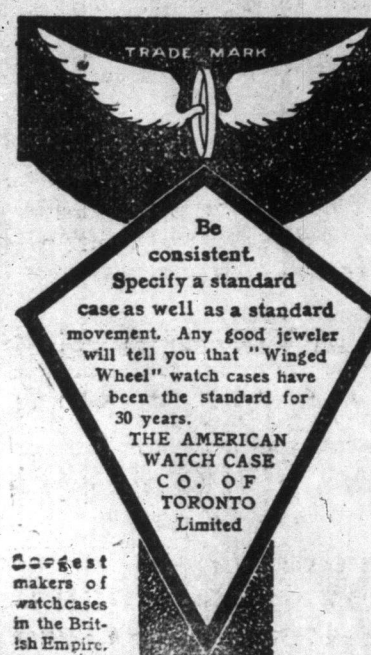 TRADE MARK
Be
consistent.
Specify a standard
case as well as a standard
movement. Any good jeweler
will tell you that "Winged
Wheel" watch cases have
been the standard for
30 years.
THE AMERICAN
WATCH CASE
CO. OF
TORONTO
Limited
Largest
makers of
watch cases
in the Brit-
ish Empire.